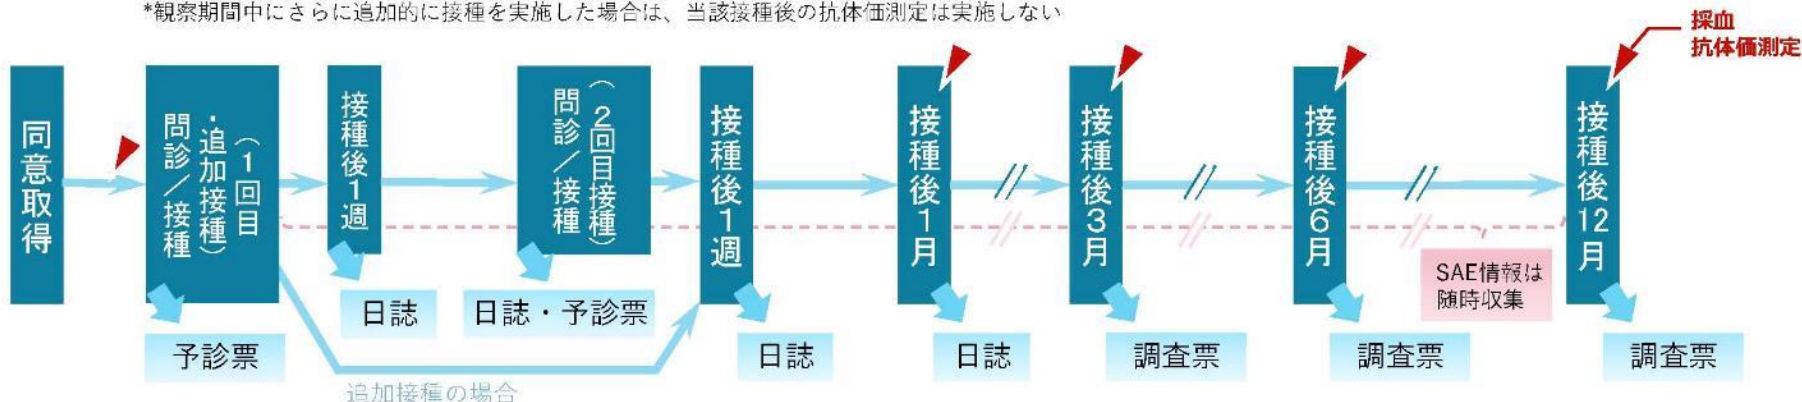 *観察期間中にさらに追加的に接種を実施した場合は、当該接種後の抗体価測定は実施しない
採血
抗体価測定
同意取得
（1回目
・追加接種）
問診／接種
接種後1週
（2回目接種）
問診／接種
接種後1週
接種後1月
接種後3月
接種後6月
接種後12月
SAE情報は
随時収集
予診票
日誌
日誌・予診票
日誌
日誌
調査票
調査票
調査票
追加接種の場合